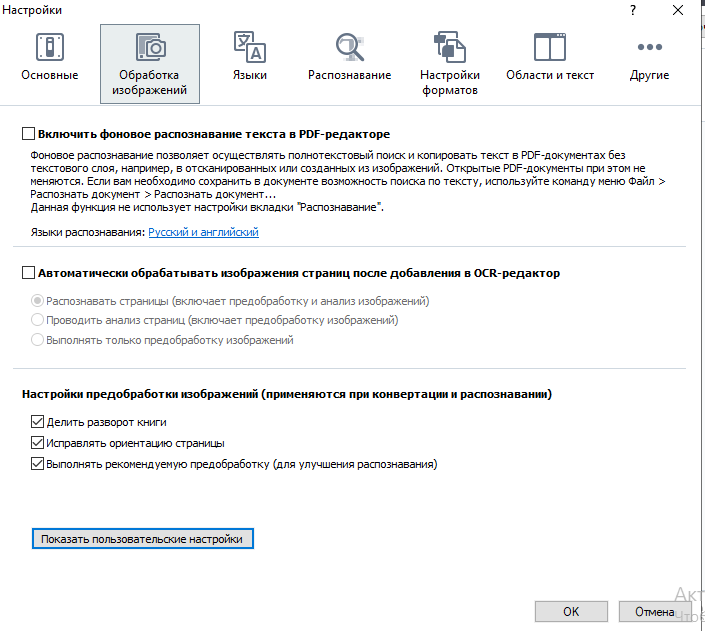 Настройки
?
Основные
Обработка
изображений
Языки
Распознавание
Настройки
форматов
Области и текст
Другие
Включить фоновое распознавание текста в PDF-редакторе
Фоновое распознавание позволяет осуществлять полнотекстовый поиск и копировать текст в PDF-документах без
текстового слоя, например, в отсканированных или созданных из изображений. Открытые PDF-документы при этом не
меняются. Если вам необходимо сохранить в документе возможность поиска по тексту, используйте команду меню Файл >
Распознать документ > Распознать документ...
Данная функция не использует настройки вкладки "Распознавание".
Языки распознавания: Русский и английский
Автоматически обрабатывать изображения страниц после добавления в OCR-редактор
Распознавать страницы (включает предобработку и анализ изображений)
Проводить анализ страниц (включает предобработку изображений)
Выполнять только предобработку изображений
Настройки предобработки изображений (применяются при конвертации и распознавании)
Делить разворот книги
Исправлять ориентацию страницы
Выполнять рекомендуемую предобработку (для улучшения распознавания)
Показать пользовательские настройки
OK
Отмена